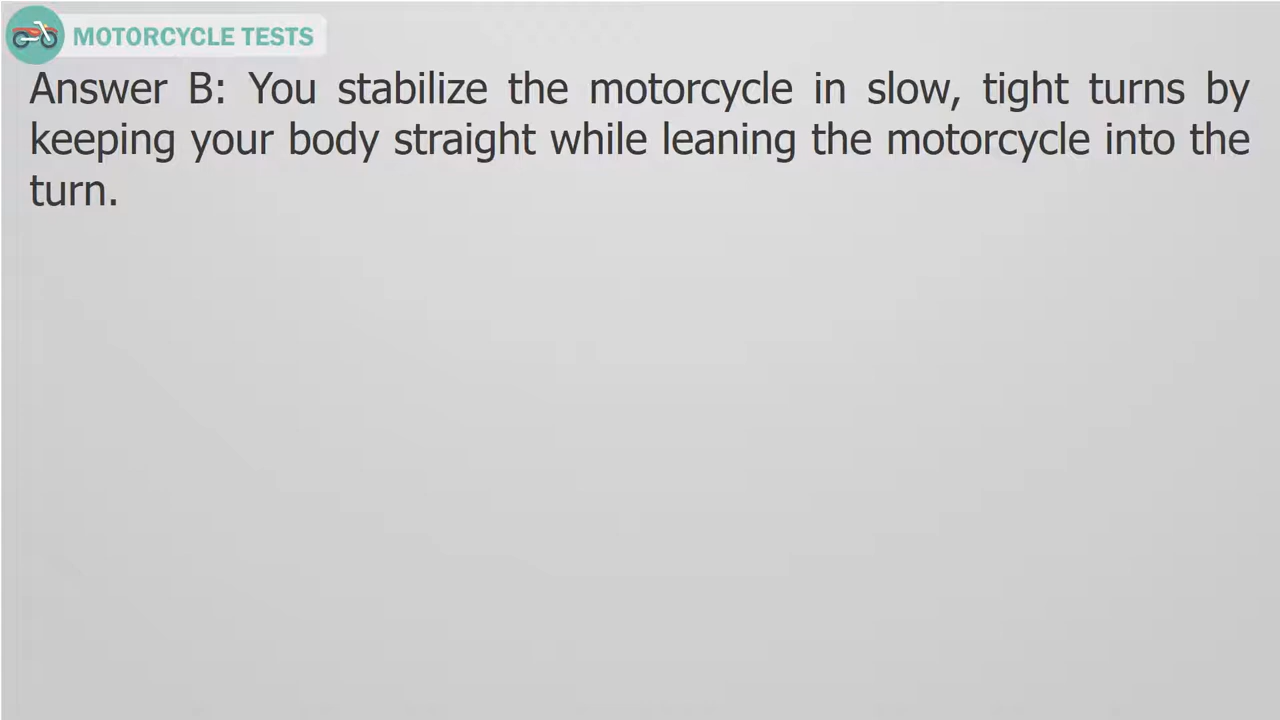 MOTORCYCLE TESTS
Answer B: You stabilize the motorcycle in slow, tight turns by
keeping your body straight while leaning the motorcycle into the
turn.